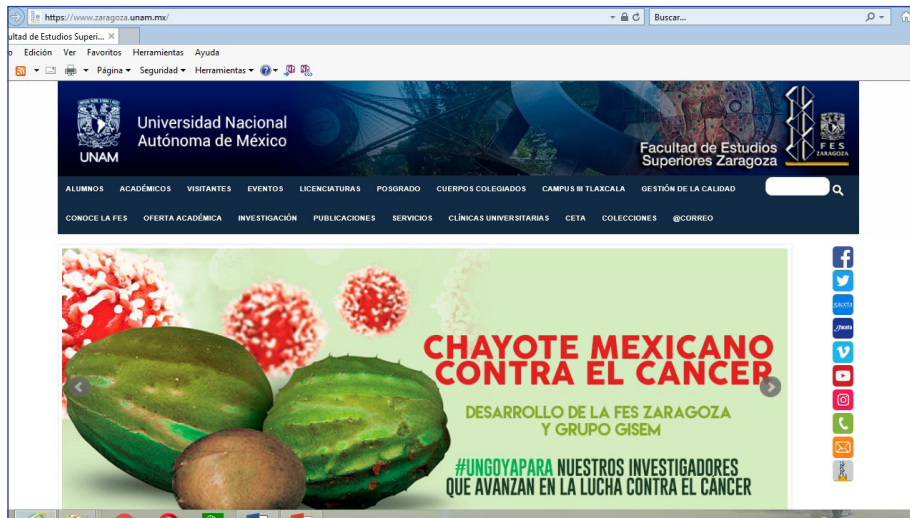 https://www.zaragoza.unam.mx/
Buscar...
ultad de Estudios Superi...
o Edición Ver Favoritos Herramientas Ayuda
Página Seguridad Herramientas
UNAM
Universidad Nacional
Autónoma de México
Facultad de Estudios
Superiores Zaragoza
FES
ZARAGOZA
ALUMNOS ACADÉMICOS VISITANTES EVENTOS LICENCIATURAS POSGRADO CUERPOS COLEGIADOS CAMPUS III TLAXCALA GESTIÓN DE LA CALIDAD
CONOCE LA FES OFERTA ACADÉMICA INVESTIGACIÓN PUBLICACIONES SERVICIOS CLÍNICAS UNIVERSITARIAS CETA COLECCIONES @CORREO
CHAYOTE MEXICANO
CONTRA EL CÁNCER
DESARROLLO DE LA FES ZARAGOZA
Y GRUPO GISEM
#UNGOYAPARA NUESTROS INVESTIGADORES
QUE AVANZAN EN LA LUCHA CONTRA EL CÁNCER
gaceta